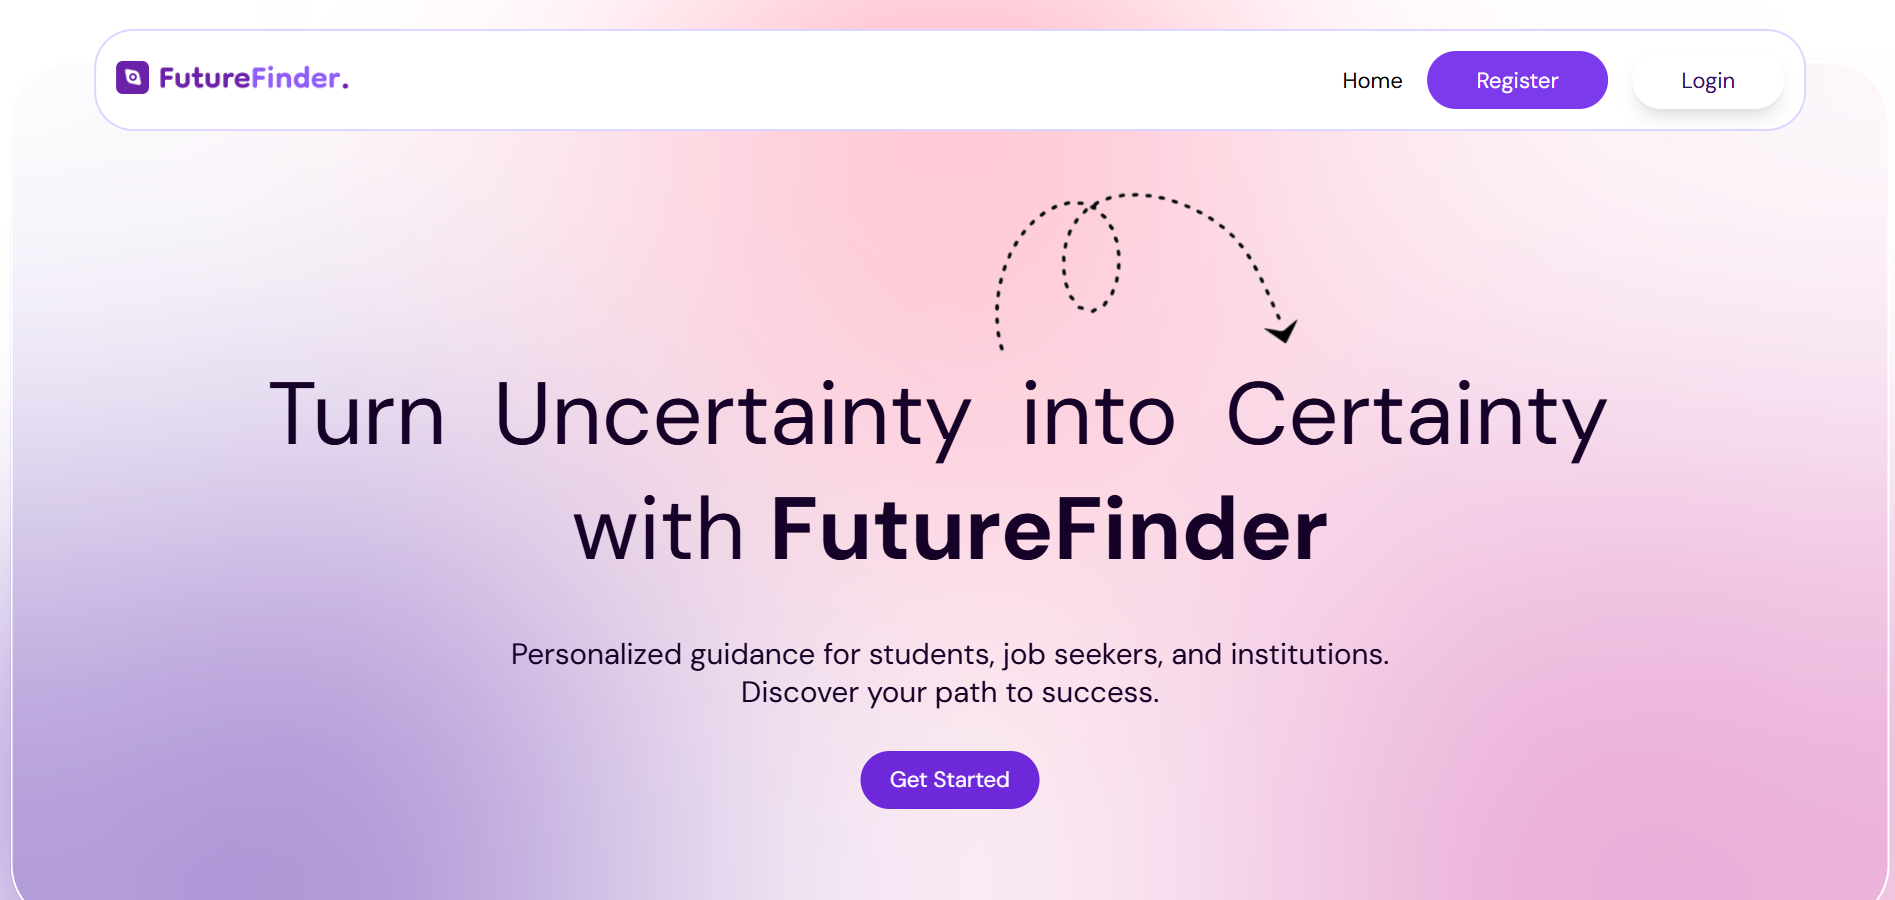 FutureFinder.
Home
Register
Login
Turn Uncertainty into Certainty
with FutureFinder
Personalized guidance for students, job seekers, and institutions.
Discover your path to success.
Get Started